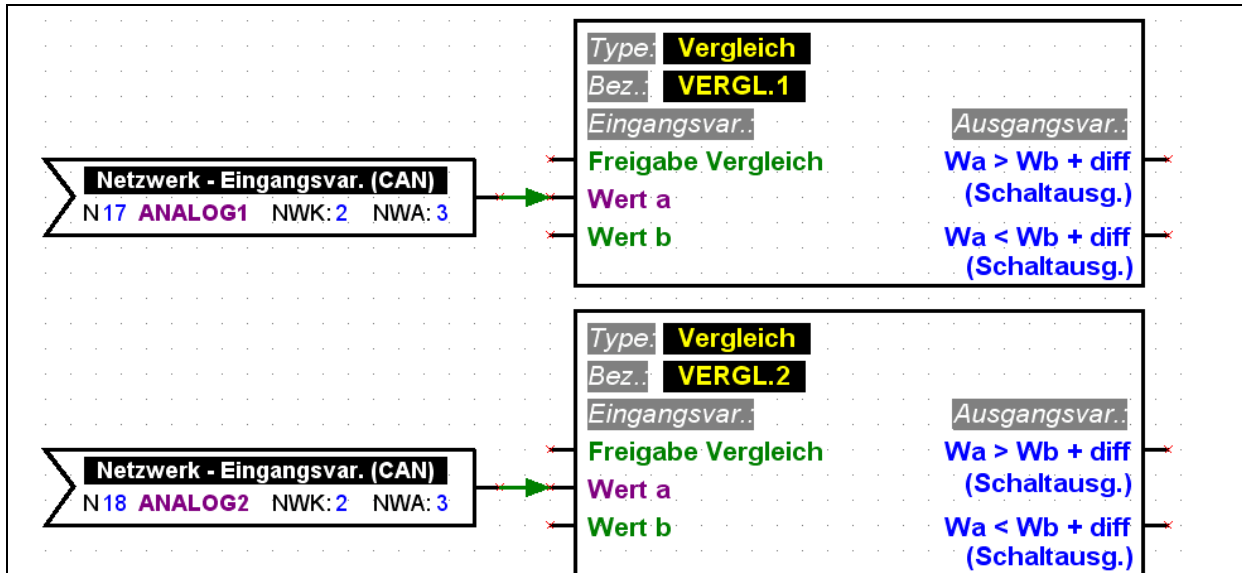 Type: Vergleich
Bez.: VERGL.1
Eingangsvar.: Ausgangsvar.:
Freigabe Vergleich Wa > Wb + diff
(Schaltausg.)
Netzwerk - Eingangsvar. (CAN)
N 17 ANALOG1 NWK: 2 NWA: 3
Wert a
Wert b Wa < Wb + diff
(Schaltausg.)
Type: Vergleich
Bez.: VERGL.2
Eingangsvar.: Ausgangsvar.:
Freigabe Vergleich Wa > Wb + diff
(Schaltausg.)
Netzwerk - Eingangsvar. (CAN)
N 18 ANALOG2 NWK: 2 NWA: 3
Wert a
Wert b Wa < Wb + diff
(Schaltausg.)